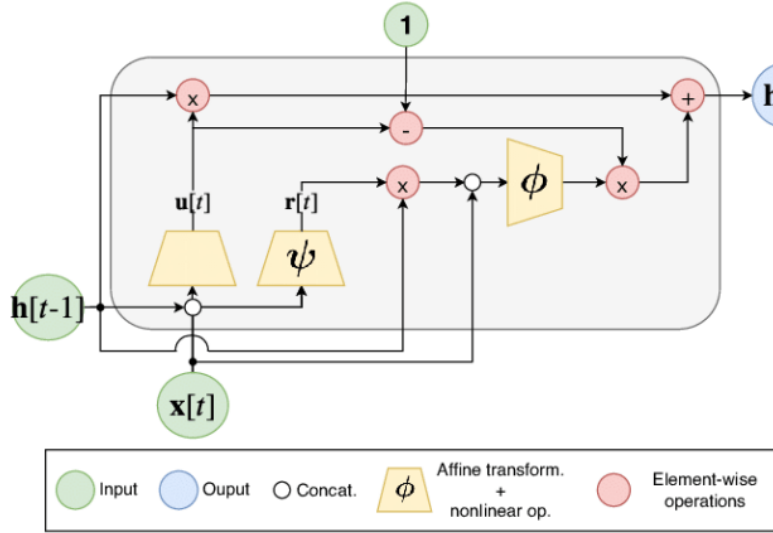 1
x
+
h
-
u[t]
r[t]
x
ϕ
x
ψ
h[t-1]
x[t]
Input
Ouput
Concat.
ϕ
Affine transform.
+
nonlinear op.
Element-wise
operations